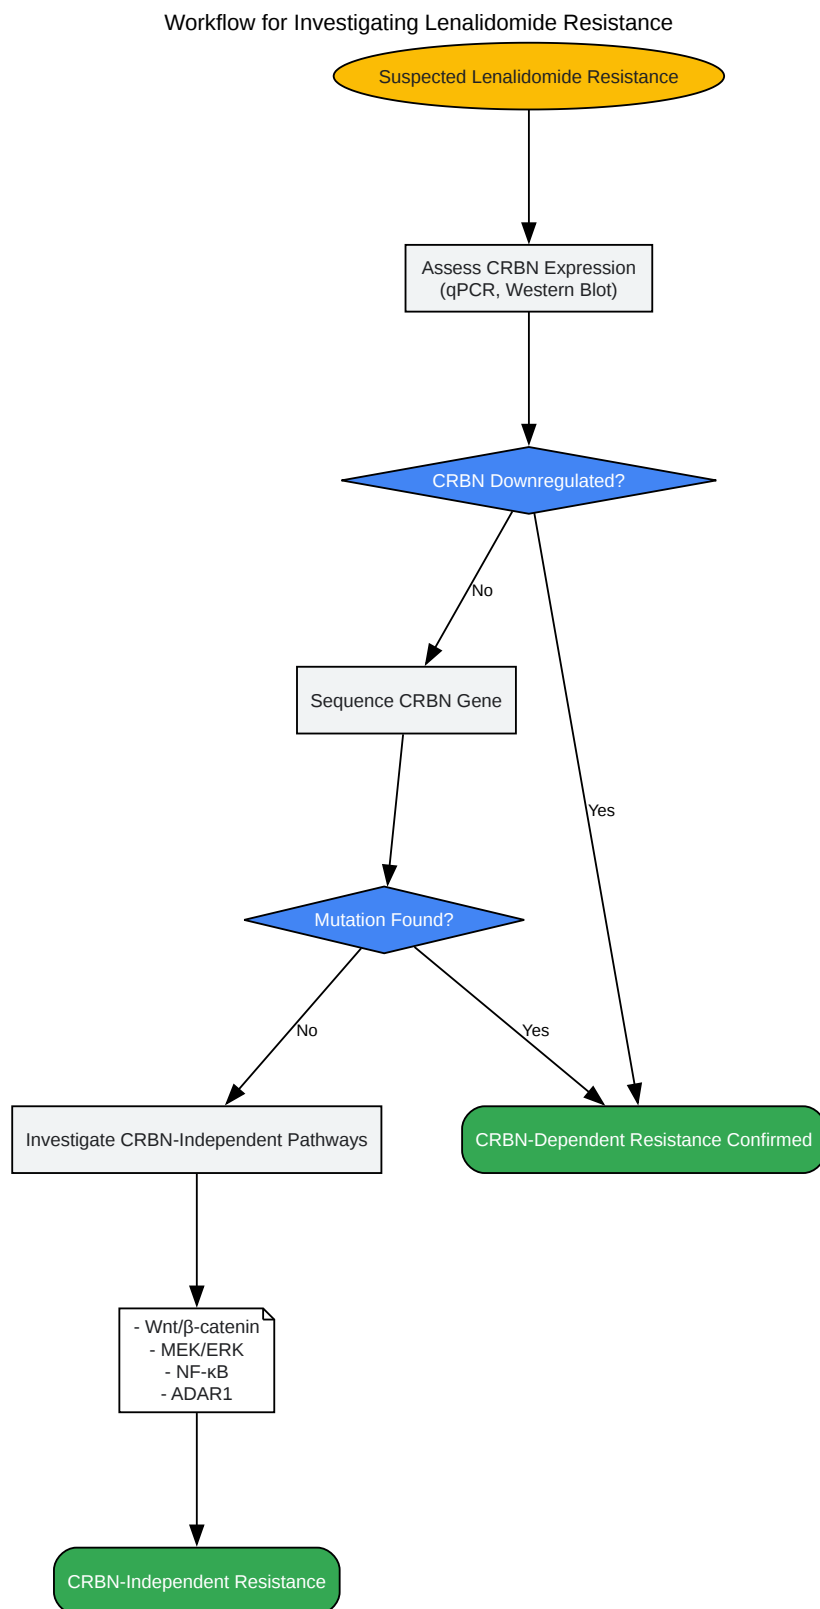 Workflow for Investigating Lenalidomide Resistance
Suspected Lenalidomide Resistance
Assess CRBN Expression
(qPCR, Western Blot)
CRBN Downregulated?
No
Sequence CRBN Gene
Yes
Mutation Found?
No
Yes
Investigate CRBN-Independent Pathways
CRBN-Dependent Resistance Confirmed
- Wnt/β-catenin
- MEK/ERK
- NF-κB
- ADAR1
CRBN-Independent Resistance